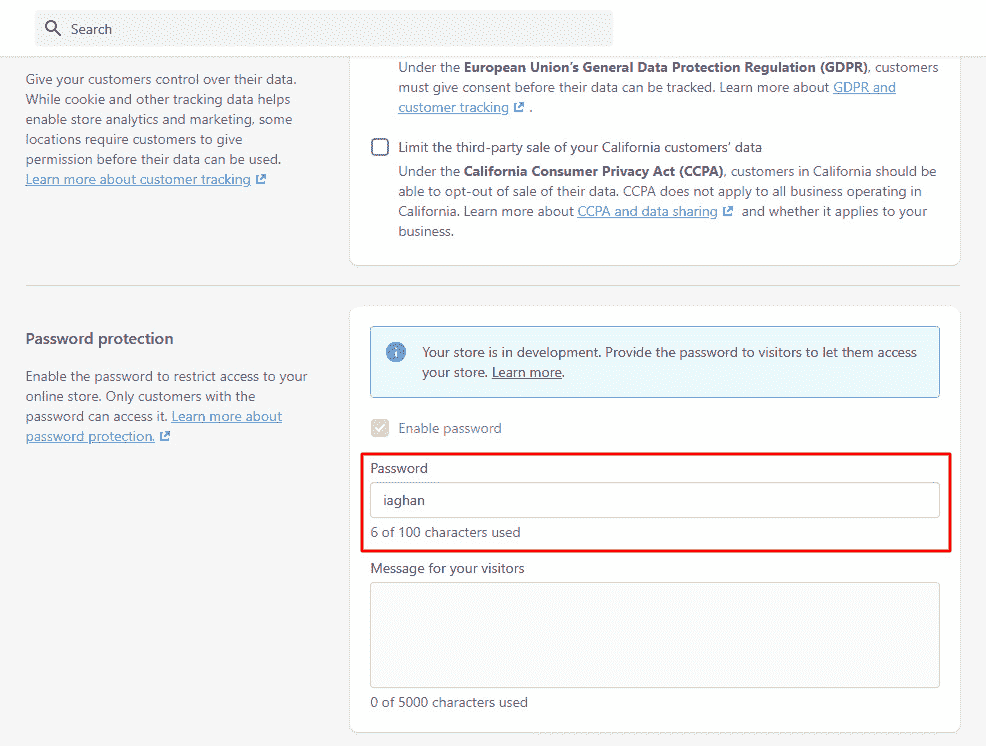 Search
Give your customers control over their data.
While cookie and other tracking data helps
enable store analytics and marketing, some
locations require customers to give
permission before their data can be used.
Learn more about customer tracking
Under the European Union's General Data Protection Regulation (GDPR), customers
must give consent before their data can be tracked. Learn more about GDPR and
customer tracking .
Limit the third-party sale of your California customers' data
Under the California Consumer Privacy Act (CCPA), customers in California should be
able to opt-out of sale of their data. CCPA does not apply to all business operating in
California. Learn more about CCPA and data sharing and whether it applies to your
business.
Password protection
Enable the password to restrict access to your
online store. Only customers with the
password can access it. Learn more about
password protection.
Your store is in development. Provide the password to visitors to let them access
your store. Learn more.
Enable password
Password
iaghan
6 of 100 characters used
Message for your visitors
0 of 5000 characters used